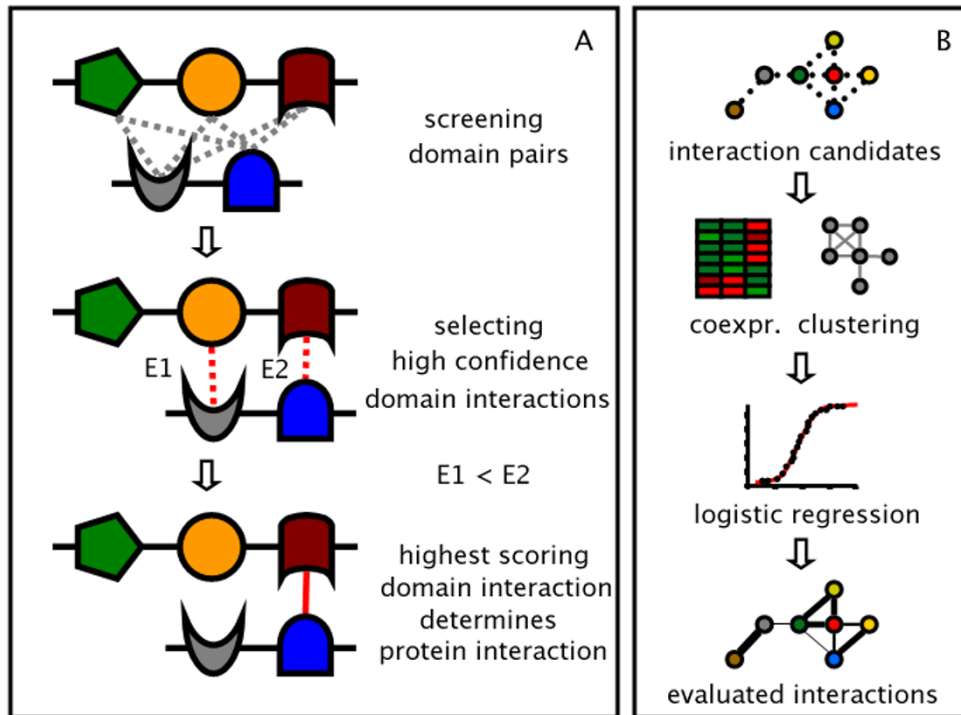 A
screening
domain pairs
E1
E2
selecting
high confidence
domain interactions
E1 < E2
highest scoring
domain interaction
determines
protein interaction
B
interaction candidates
coexpr. clustering
logistic regression
evaluated interactions